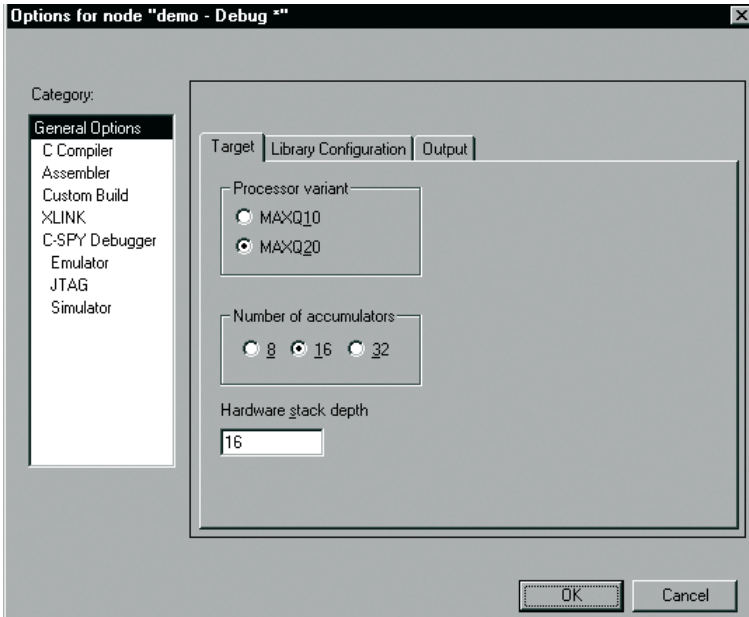 Options for node "demo - Debug *"
Category:
General Options
C Compiler
Assembler
Custom Build
XLINK
C-SPY Debugger
Emulator
JTAG
Simulator
Target
Library Configuration
Output
Processor variant
MAXQ10
MAXQ20
Number of accumulators
8 16 32
Hardware stack depth
16
OK
Cancel